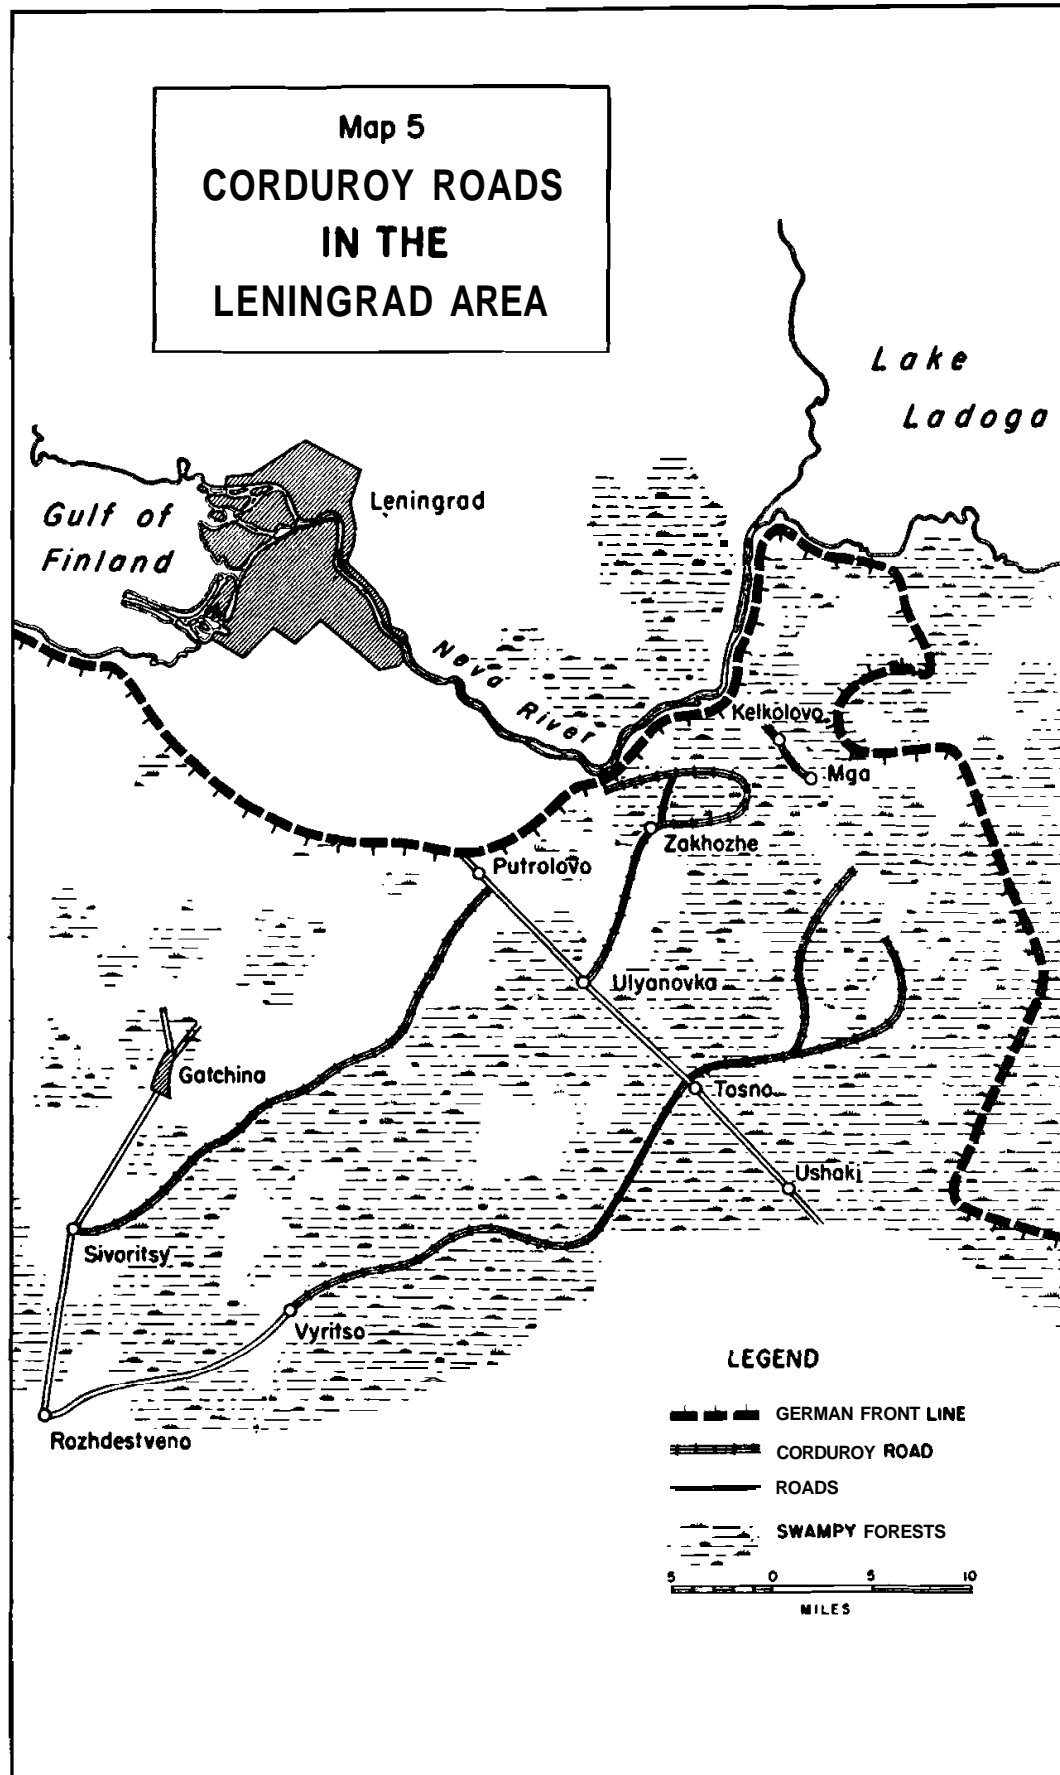 Map 5
CORDUROY ROADS
IN THE
LENINGRAD AREA
Lake
Ladoga
Leningrad
Gulf of
Finland
Neva River
Kelkolovo
Mga
Zakhozhe
Putrolovo
Ulyanovka
Gatchina
Tosno
Ushaki
Sivoritsy
Vyritsa
Rozhdestveno
LEGEND
GERMAN FRONT LINE
CORDUROY ROAD
ROADS
SWAMPY FORESTS
5 0 5 10
MILES